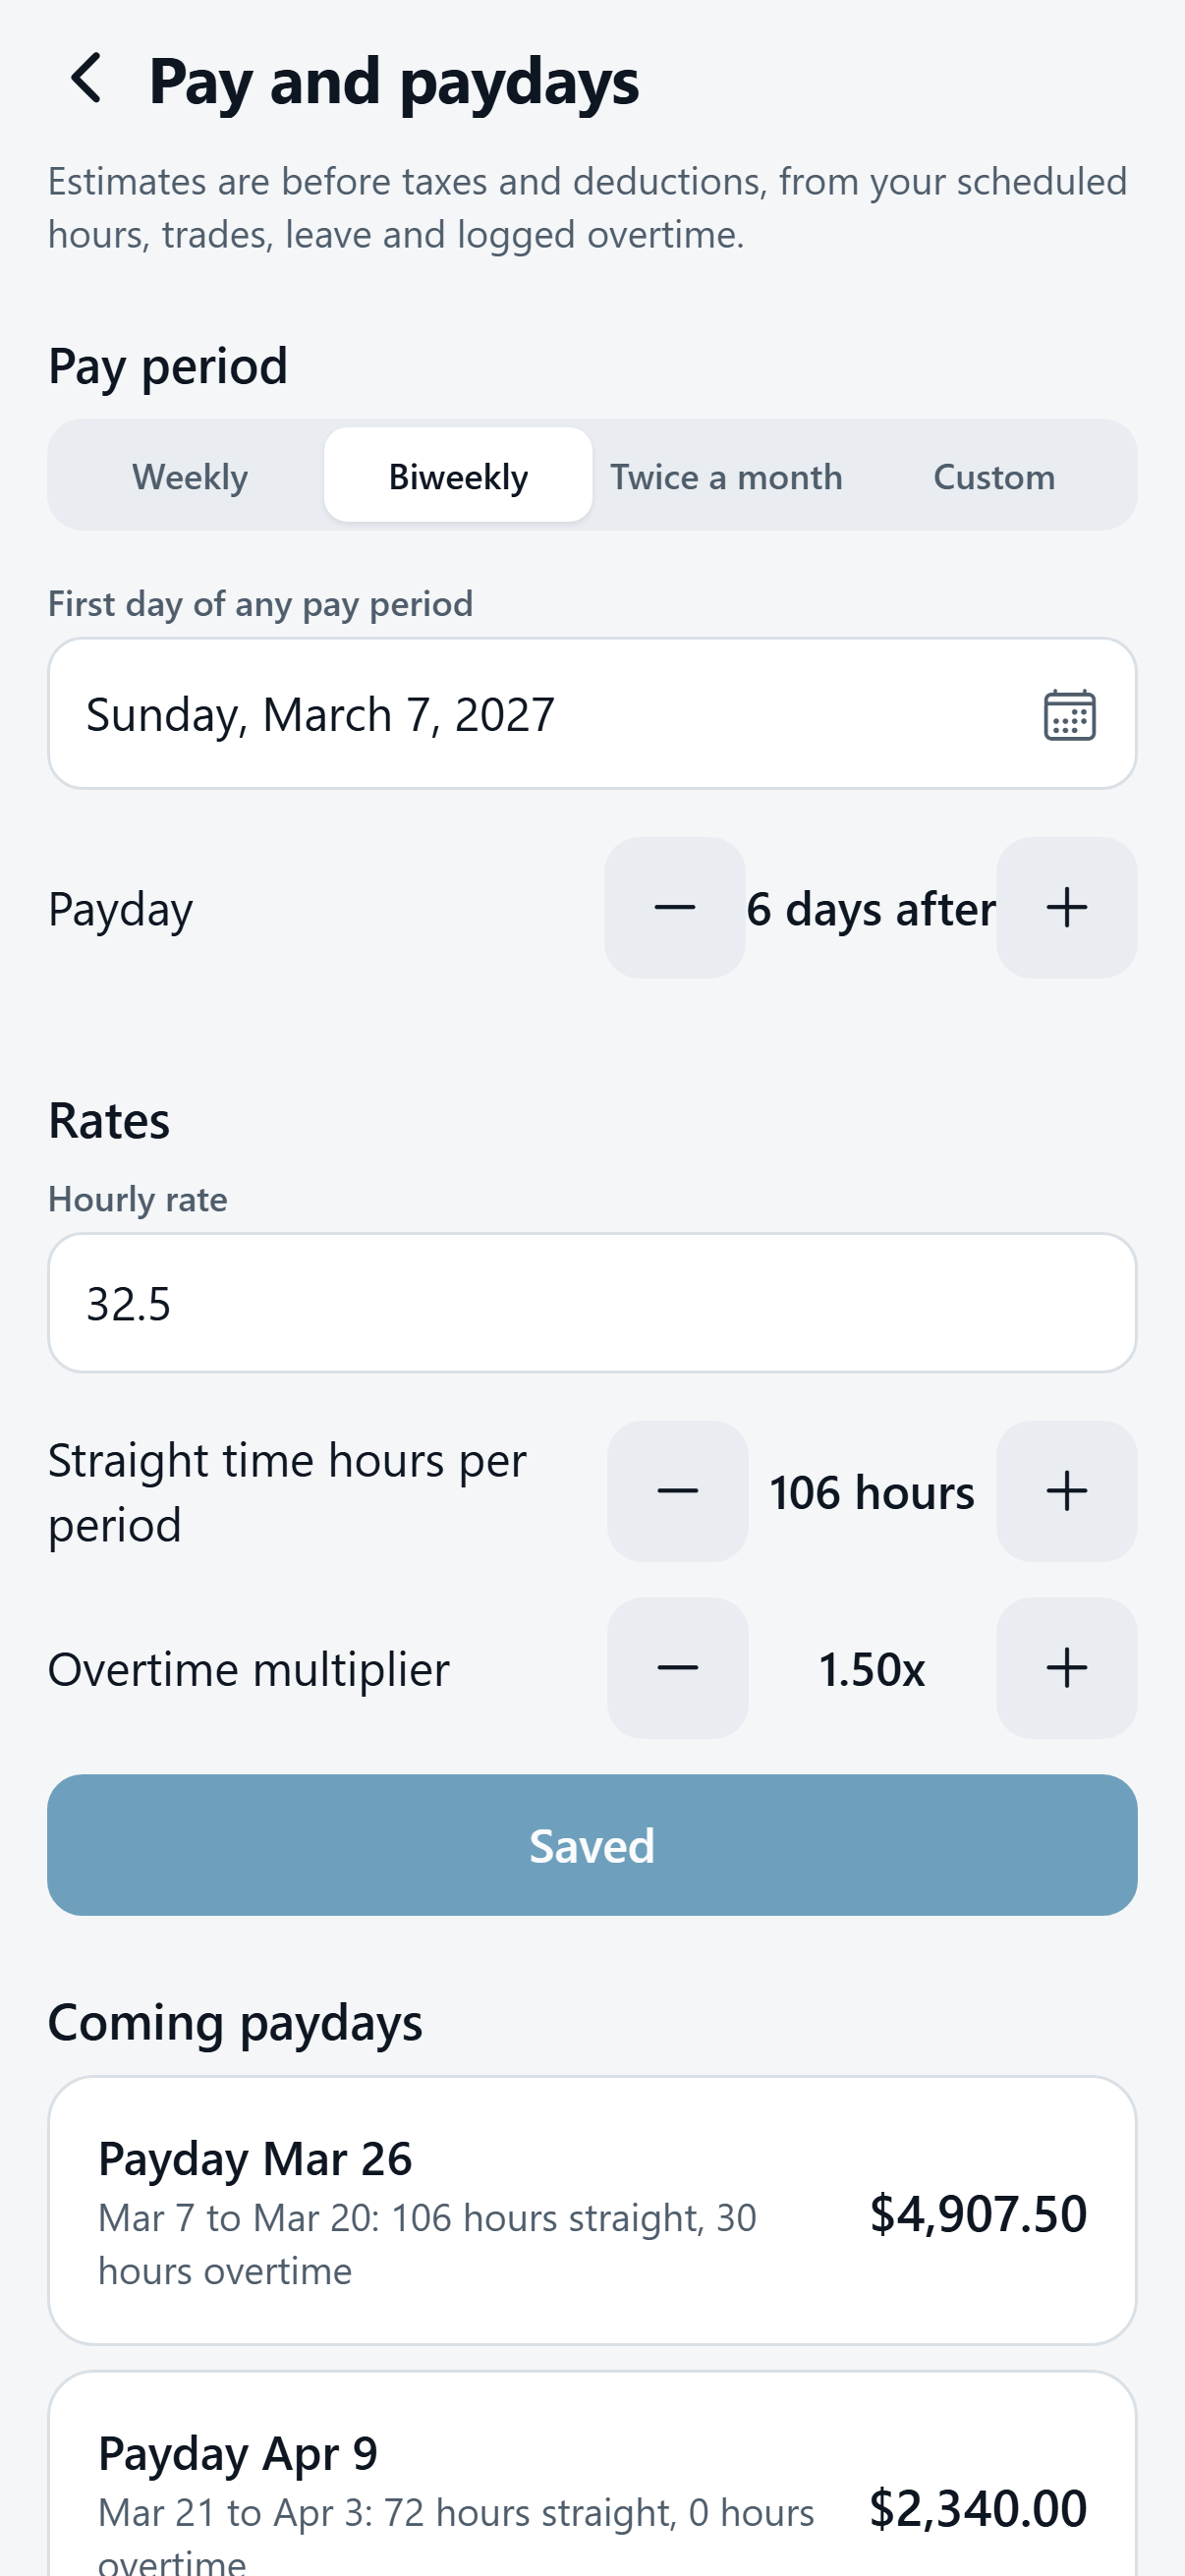 Pay and paydays
Estimates are before taxes and deductions, from your scheduled
hours, trades, leave and logged overtime.
Pay period
Weekly
Biweekly
Twice a month
Custom
First day of any pay period
Sunday, March 7, 2027
Payday
6 days after
Rates
Hourly rate
32.5
Straight time hours per
period
106 hours
Overtime multiplier
1.50x
Saved
Coming paydays
Payday Mar 26
Mar 7 to Mar 20: 106 hours straight, 30
hours overtime
$4,907.50
Payday Apr 9
Mar 21 to Apr 3: 72 hours straight, 0 hours
overtime
$2,340.00